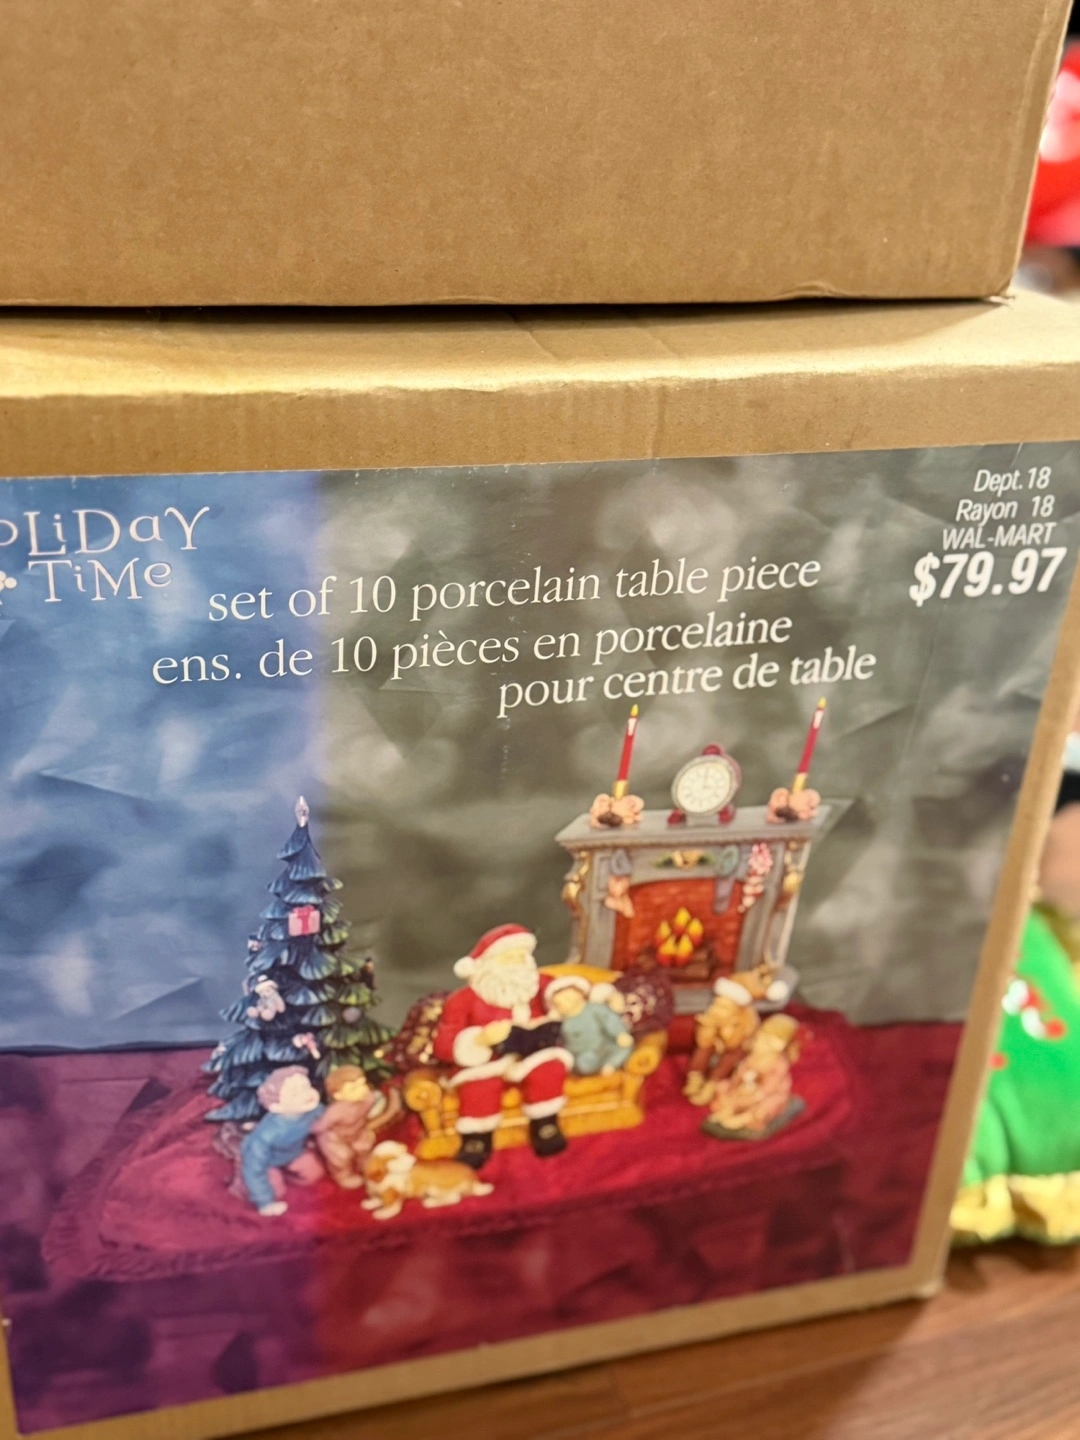 OLiDaY
TiMe
Dept. 18
Rayon 18
WAL-MART
$79.97
set of 10 porcelain table piece
ens. de 10 pièces en porcelaine
pour centre de table